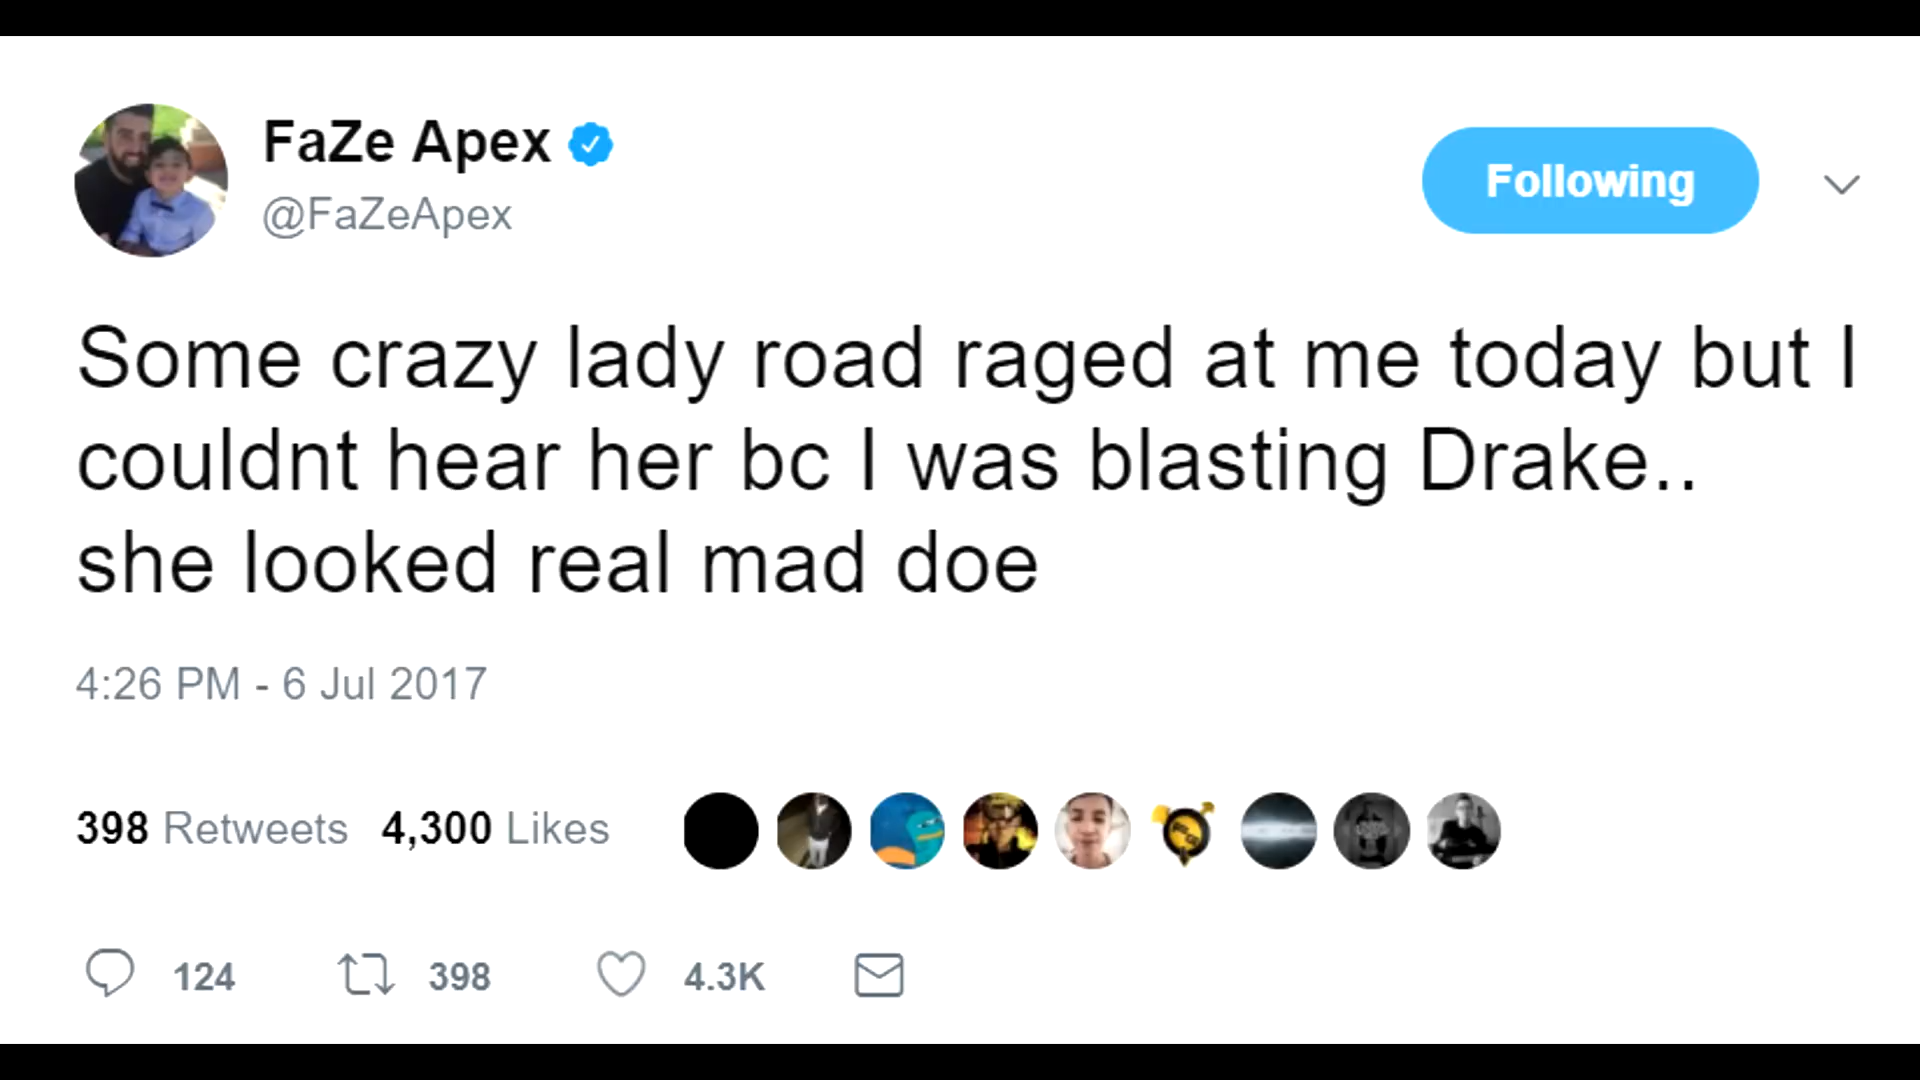 FaZe Apex
@FaZeApex
Following
Some crazy lady road raged at me today but I
couldnt hear her bc I was blasting Drake..
she looked real mad doe
4:26 PM - 6 Jul 2017
398 Retweets 4,300 Likes
124 398 4.3K